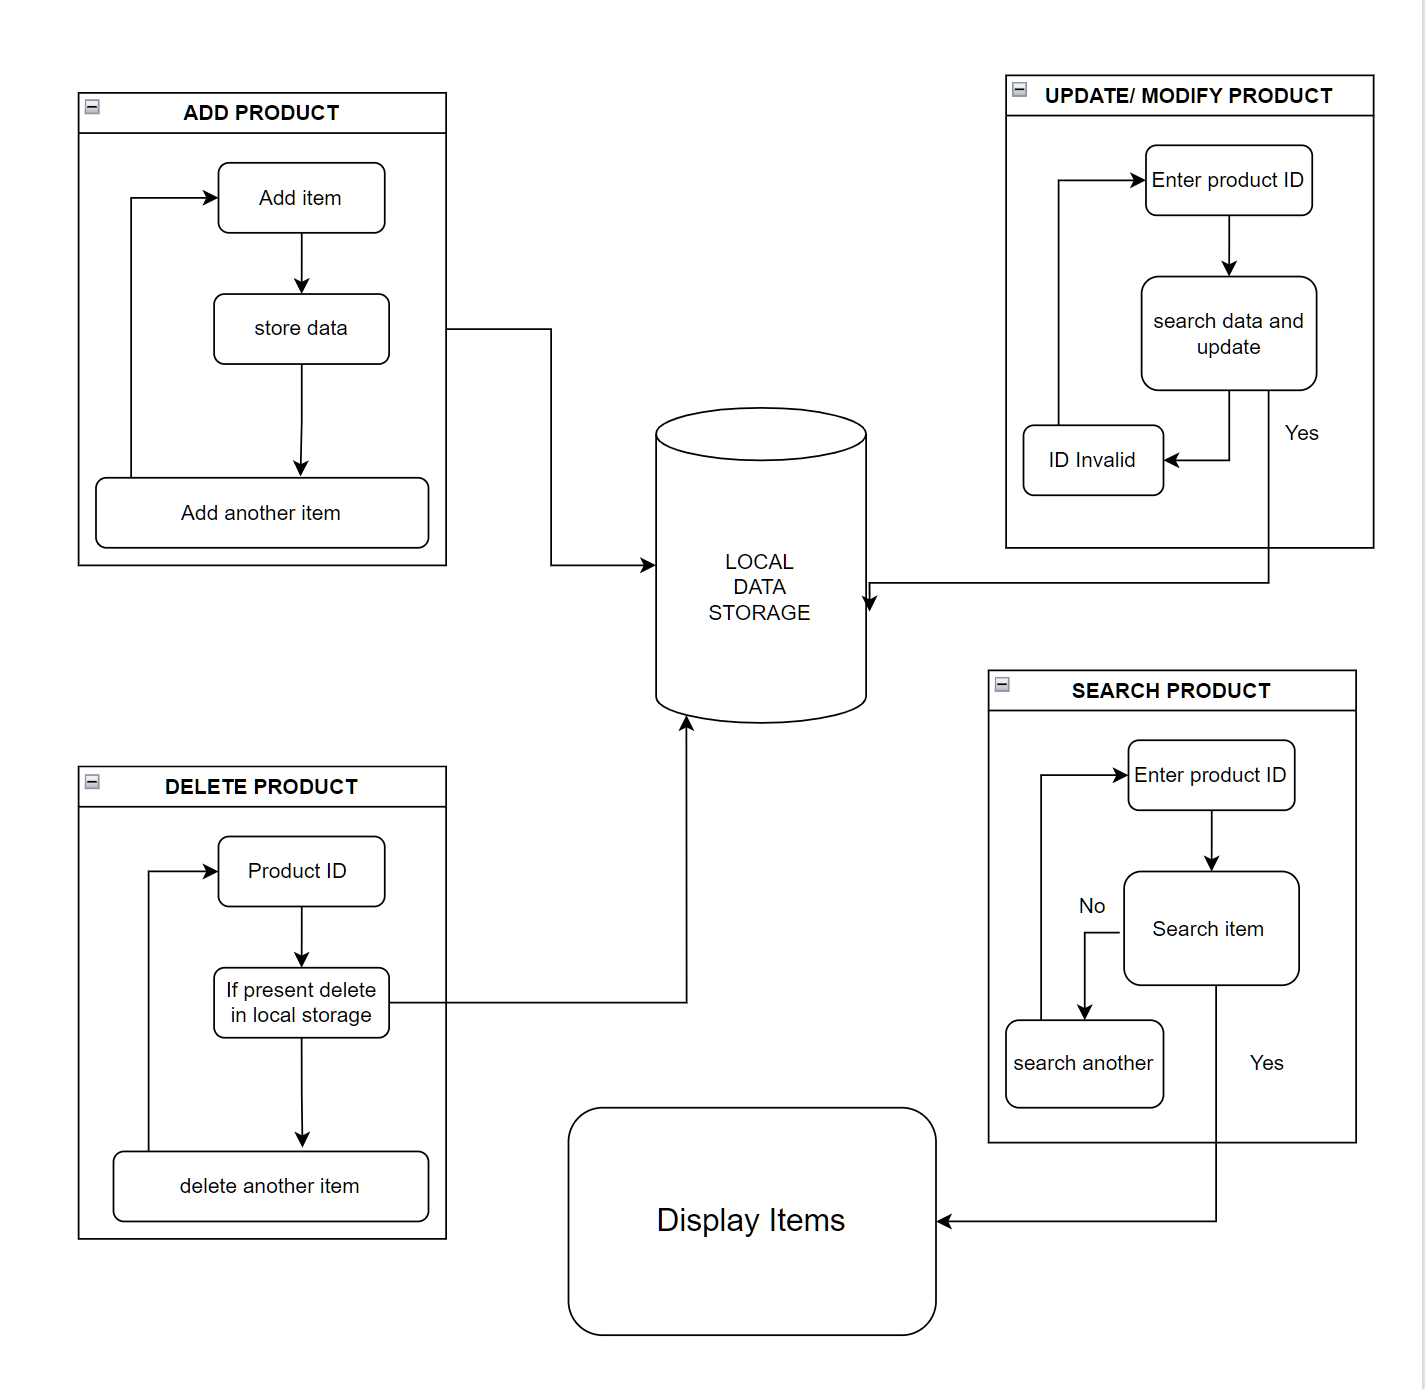 ADD PRODUCT
Add item
store data
Add another item
UPDATE/ MODIFY PRODUCT
Enter product ID
search data and
update
Yes
ID Invalid
LOCAL
DATA
STORAGE
DELETE PRODUCT
Product ID
If present delete
in local storage
delete another item
SEARCH PRODUCT
Enter product ID
No
Search item
search another
Yes
Display Items